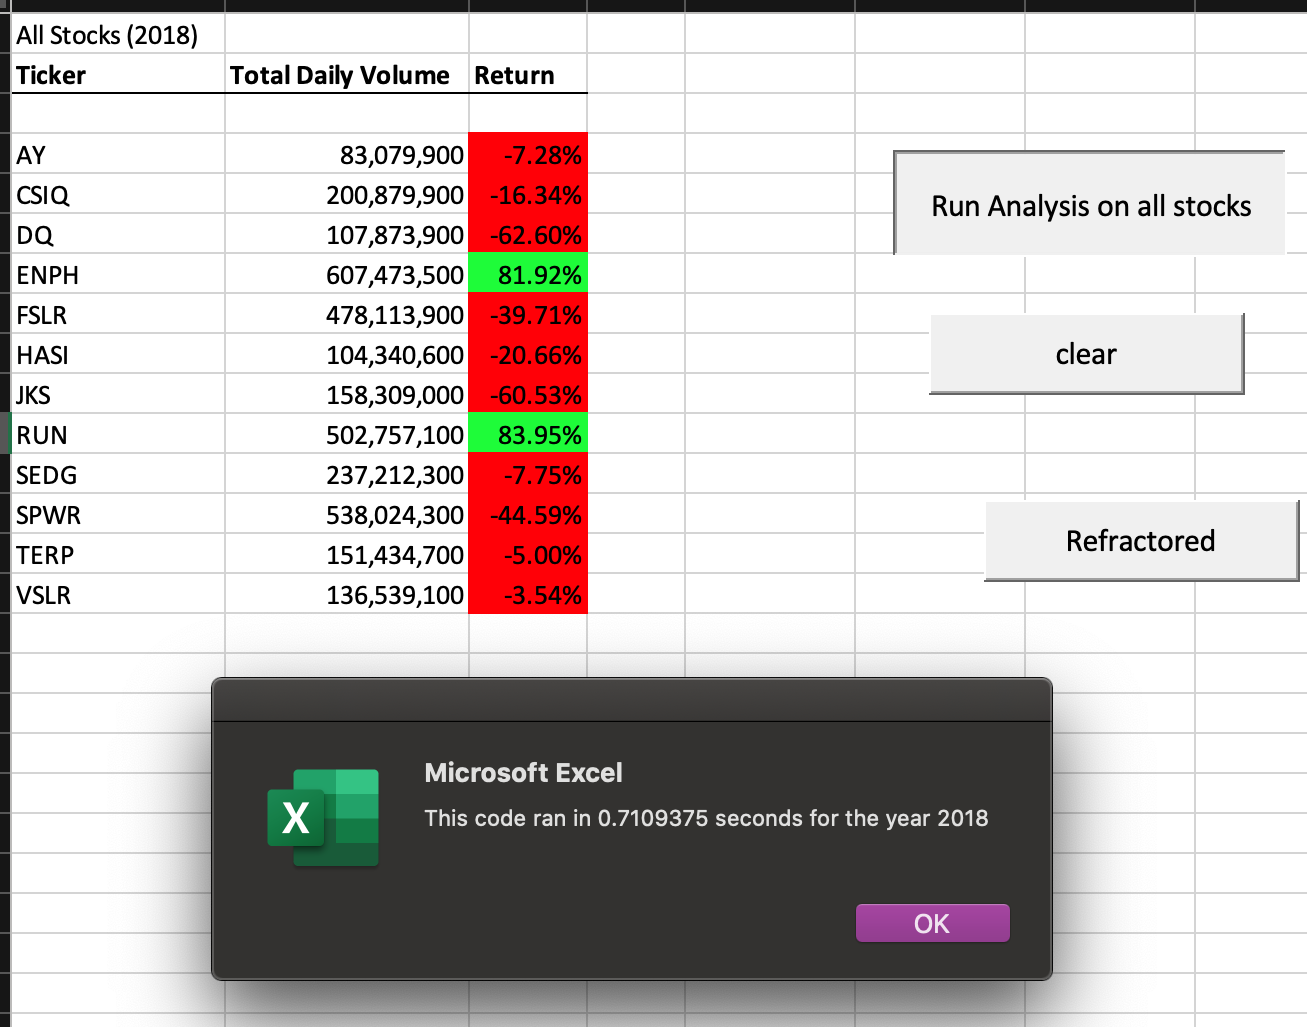 All Stocks (2018)
Ticker Total Daily Volume Return
AY 83,079,900 -7.28%
CSIQ 200,879,900 -16.34%
DQ 107,873,900 -62.60%
ENPH 607,473,500 81.92%
FSLR 478,113,900 -39.71%
HASI 104,340,600 -20.66%
JKS 158,309,000 -60.53%
RUN 502,757,100 83.95%
SEDG 237,212,300 -7.75%
SPWR 538,024,300 -44.59%
TERP 151,434,700 -5.00%
VSLR 136,539,100 -3.54%
Run Analysis on all stocks
clear
Refractored
X
Microsoft Excel
This code ran in 0.7109375 seconds for the year 2018
OK